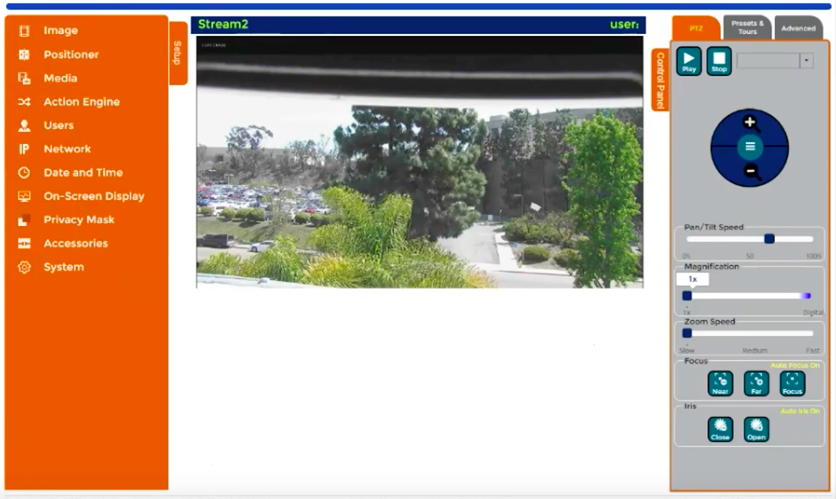 Stream2
user:
Image
Positioner
Media
Action Engine
Users
IP Network
Date and Time
On-Screen Display
Privacy Mask
Accessories
System
Setup
Control Panel
PTZ
Presets & Tours
Advanced
Play
Stop
Pan/Tilt Speed
0%
50
100%
Magnification
1x
1x
Digital
Zoom Speed
Slow
Medium
Fast
Focus
Auto Focus On
Near
Far
Focus
Iris
Auto Iris On
Close
Open